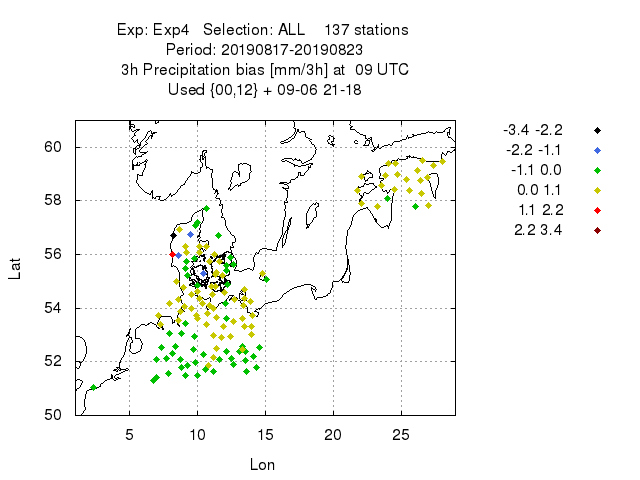 Exp: Exp4 Selection: ALL 137 stations
Period: 20190817-20190823
3h Precipitation bias [mm/3h] at 09 UTC
Used {00,12} + 09-06 21-18
-3.4 -2.2
-2.2 -1.1
-1.1 0.0
0.0 1.1
1.1 2.2
2.2 3.4
Lat
60
58
56
54
52
50
5 10 15 20 25
Lon